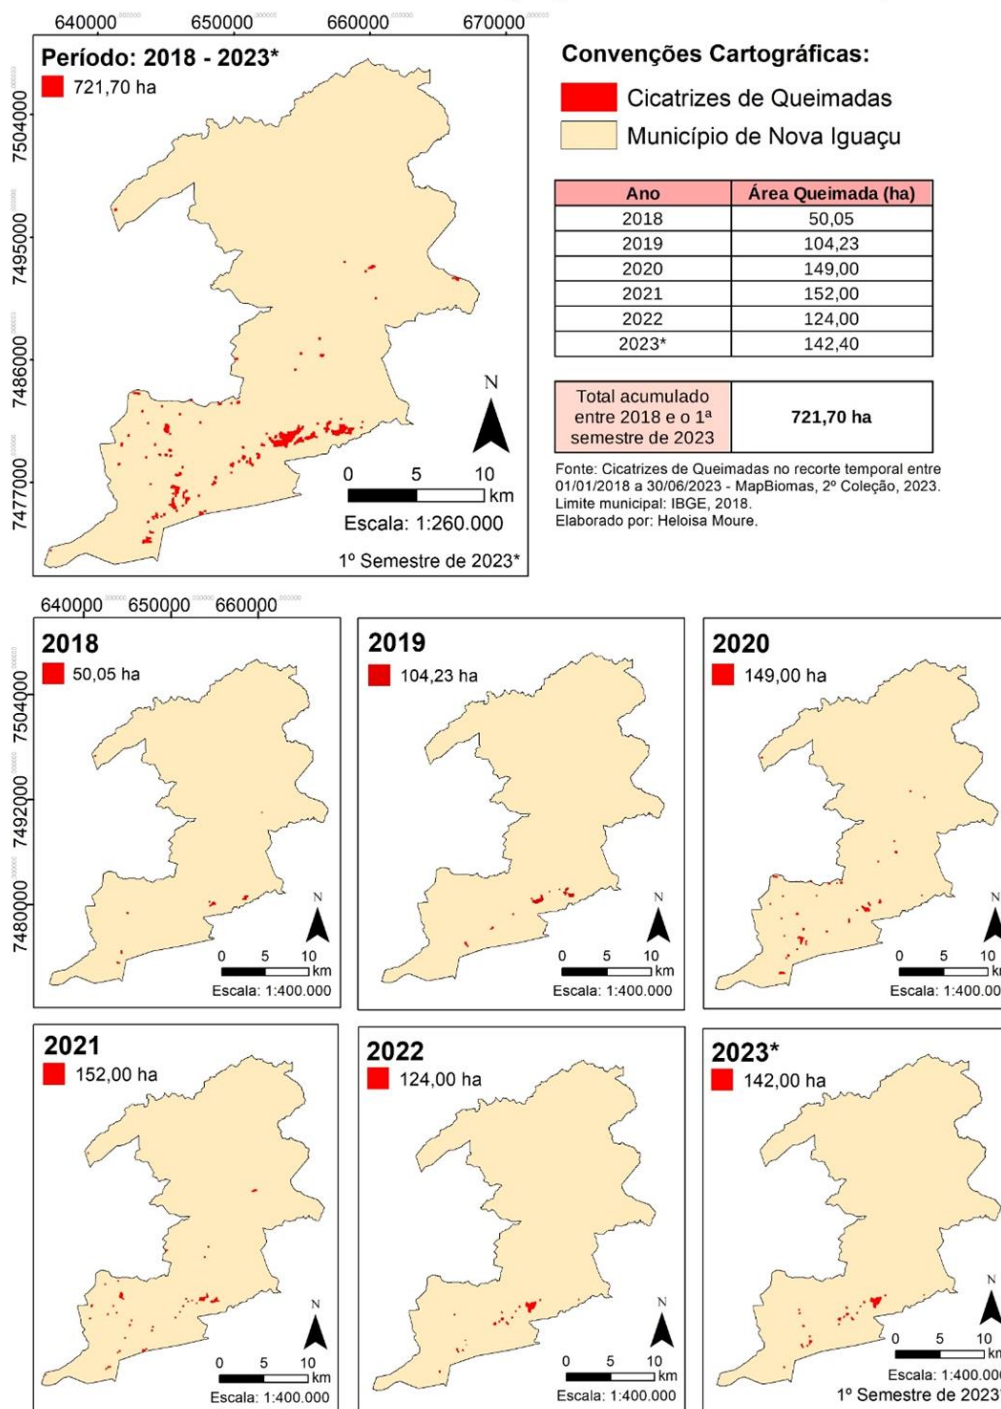 640000 650000 660000 670000
Período: 2018 - 2023*
721,70 ha
7504000
7495000
7486000
7477000
N
0 5 10
km
Escala: 1:260.000
1º Semestre de 2023*
Convenções Cartográficas:
Cicatrizes de Queimadas
Município de Nova Iguaçu
Ano Área Queimada (ha)
2018 50,05
2019 104,23
2020 149,00
2021 152,00
2022 124,00
2023* 142,40
Total acumulado
entre 2018 e o 1ª
semestre de 2023
721,70 ha
Fonte: Cicatrizes de Queimadas no recorte temporal entre
01/01/2018 a 30/06/2023 - MapBiomas, 2º Coleção, 2023.
Limite municipal: IBGE, 2018.
Elaborado por: Heloisa Moure.
640000 650000 660000
7504000
7492000
7480000
2018
50,05 ha
N
0 5 10
km
Escala: 1:400.000
2019
104,23 ha
N
0 5 10
km
Escala: 1:400.000
2020
149,00 ha
N
0 5 10
km
Escala: 1:400.00
2021
152,00 ha
N
0 5 10
km
Escala: 1:400.000
2022
124,00 ha
N
0 5 10
km
Escala: 1:400.000
2023*
142,00 ha
N
0 5 10
km
Escala: 1:400.000
1º Semestre de 2023*